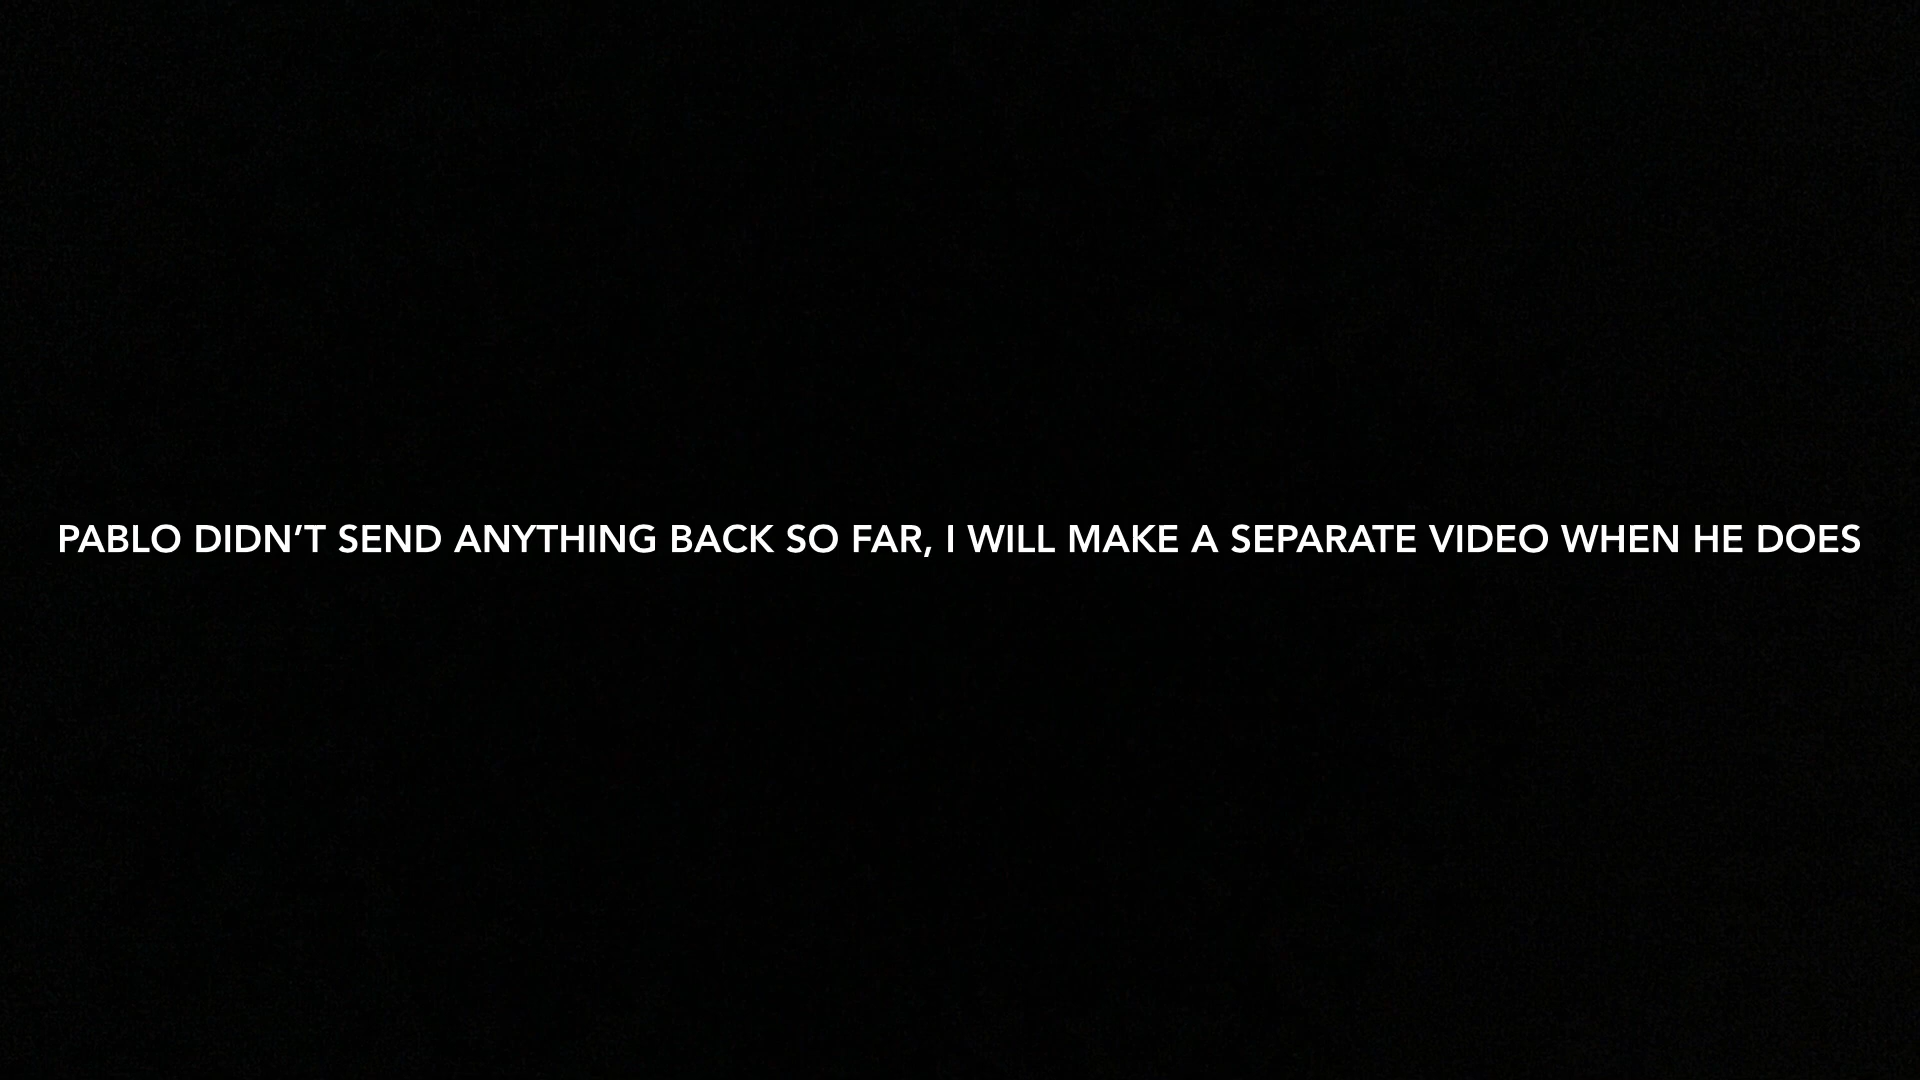 PABLO DIDN’T SEND ANYTHING BACK SO FAR, I WILL MAKE A SEPARATE VIDEO WHEN HE DOES